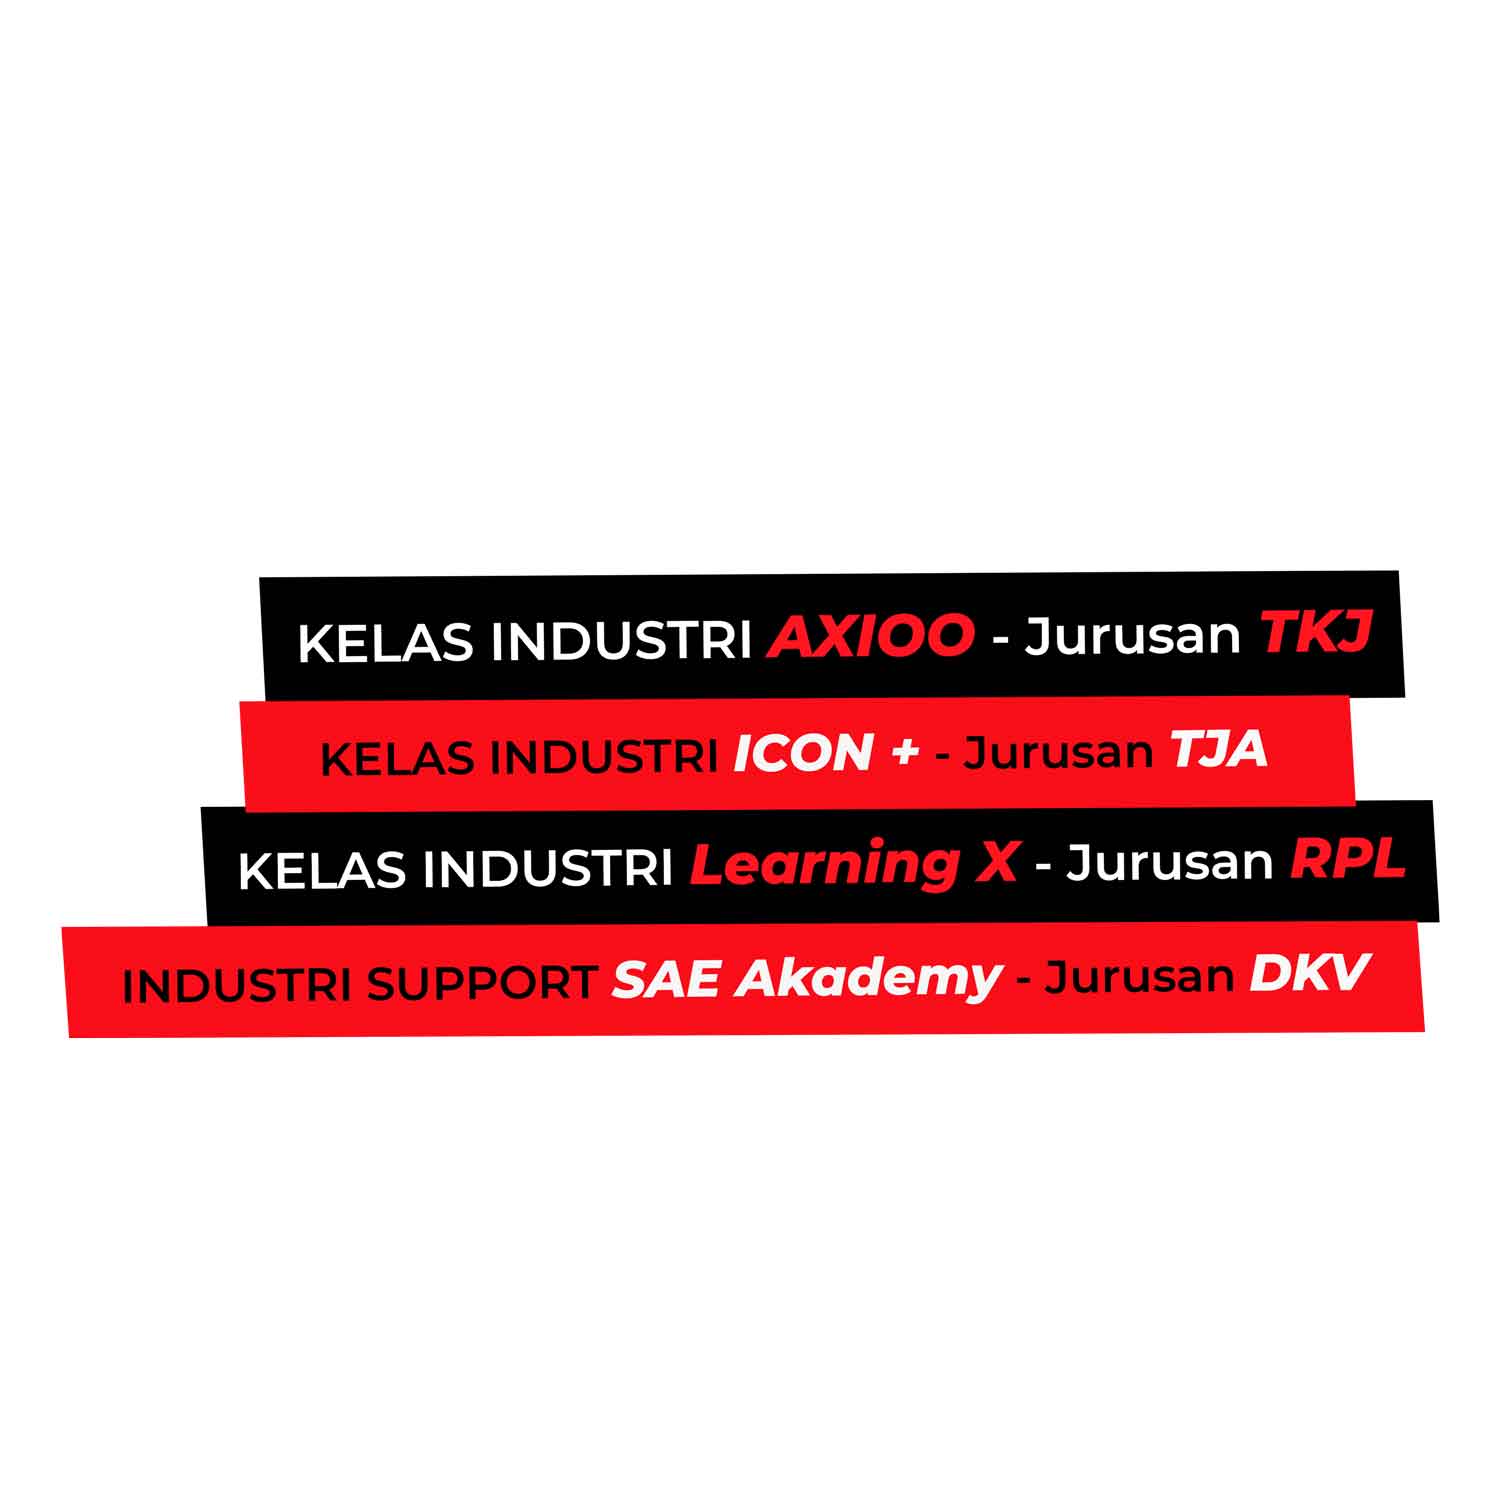 KELAS INDUSTRI AXIOO - Jurusan TKJ
KELAS INDUSTRI ICON + - Jurusan TJA
KELAS INDUSTRI Learning X - Jurusan RPL
INDUSTRI SUPPORT SAE Akademy - Jurusan DKV